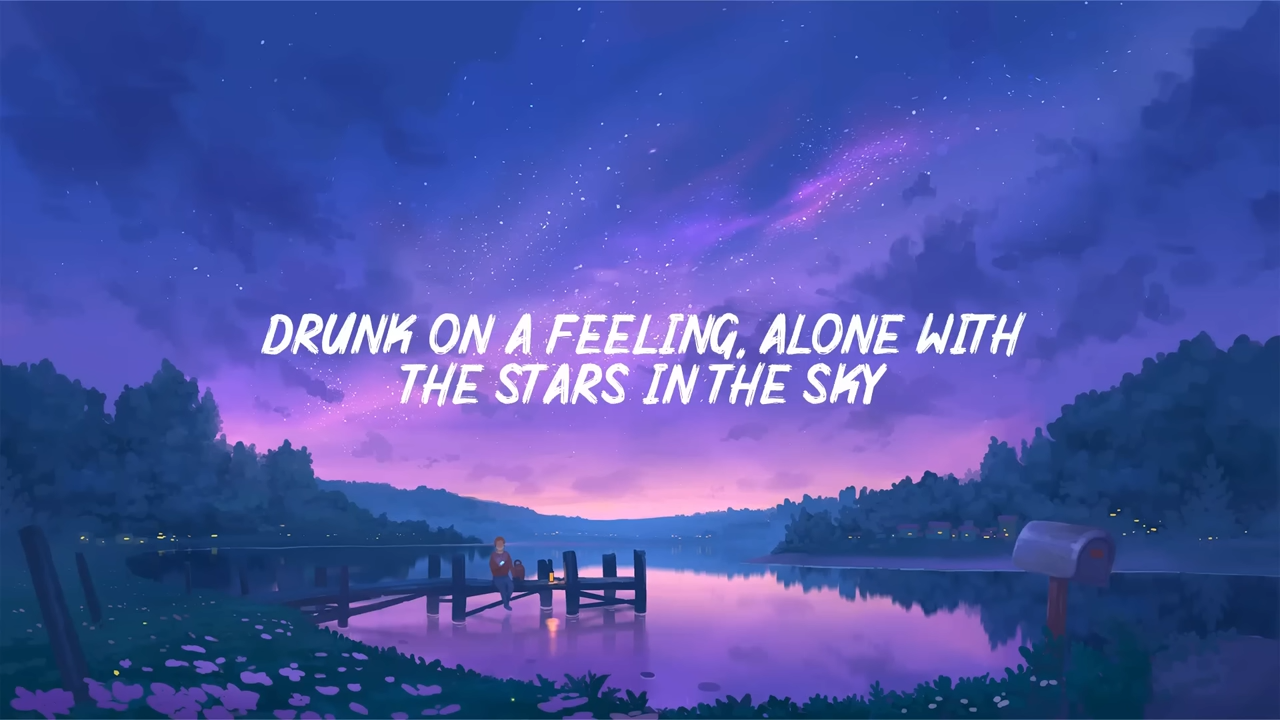 DRUNK ON A FEELING, ALONE WITH
THE STARS IN THE SKY